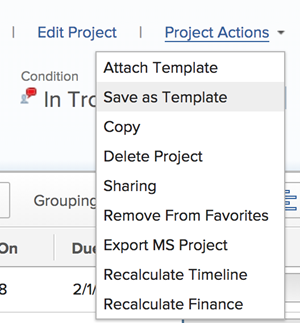 Edit Project
Project Actions
Condition
In Tro
Attach Template
Save as Template
Copy
Delete Project
Sharing
Remove From Favorites
Export MS Project
Recalculate Timeline
Recalculate Finance
Grouping
On
Due
8
2/1/